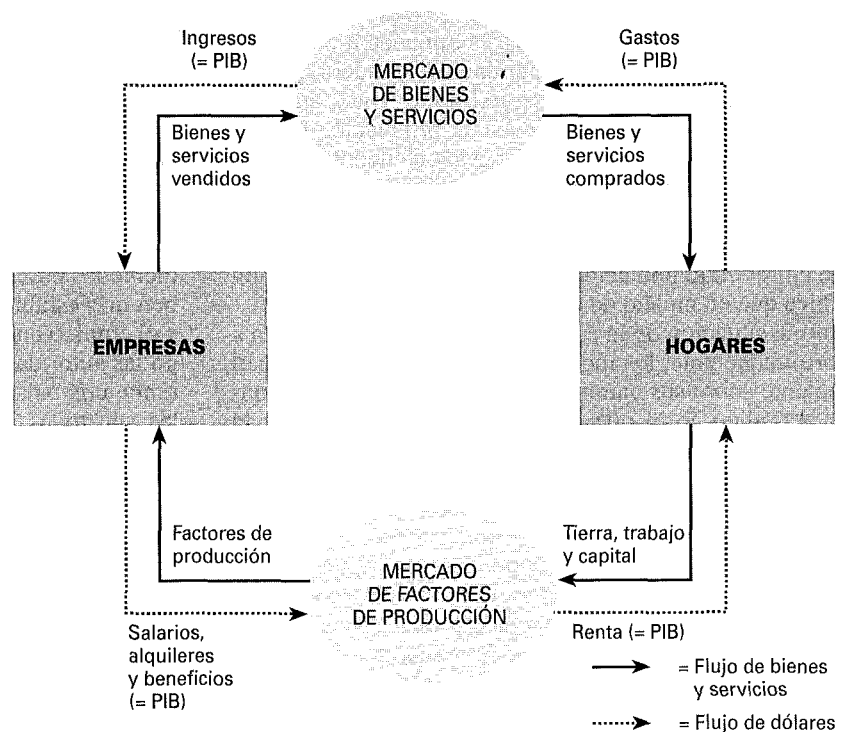 Ingresos
(= PIB)
MERCADO
DE BIENES
Y SERVICIOS
Gastos
(= PIB)
Bienes y
servicios
vendidos
Bienes y
servicios
comprados
EMPRESAS
HOGARES
Factores de
producción
MERCADO
DE FACTORES
DE PRODUCCIÓN
Tierra, trabajo
y capital
Salarios,
alquileres
y beneficios
(= PIB)
Renta (= PIB)
= Flujo de bienes
y servicios
= Flujo de dólares